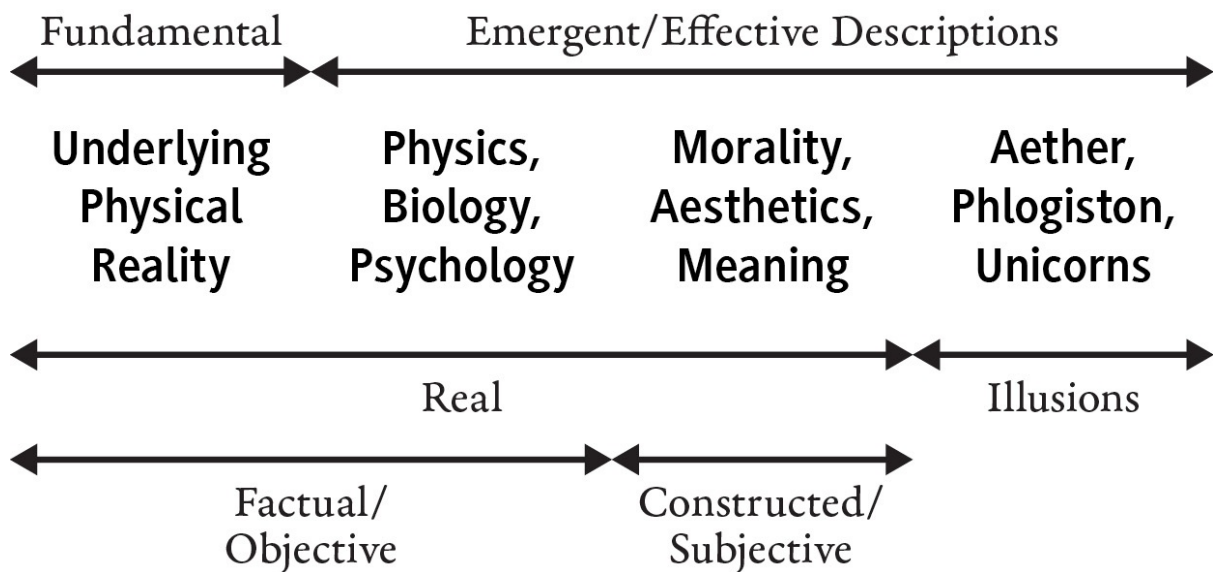 Fundamental
Emergent/Effective Descriptions
Underlying
Physical
Reality
Physics,
Biology,
Psychology
Morality,
Aesthetics,
Meaning
Aether,
Phlogiston,
Unicorns
Real
Illusions
Factual/
Objective
Constructed/
Subjective